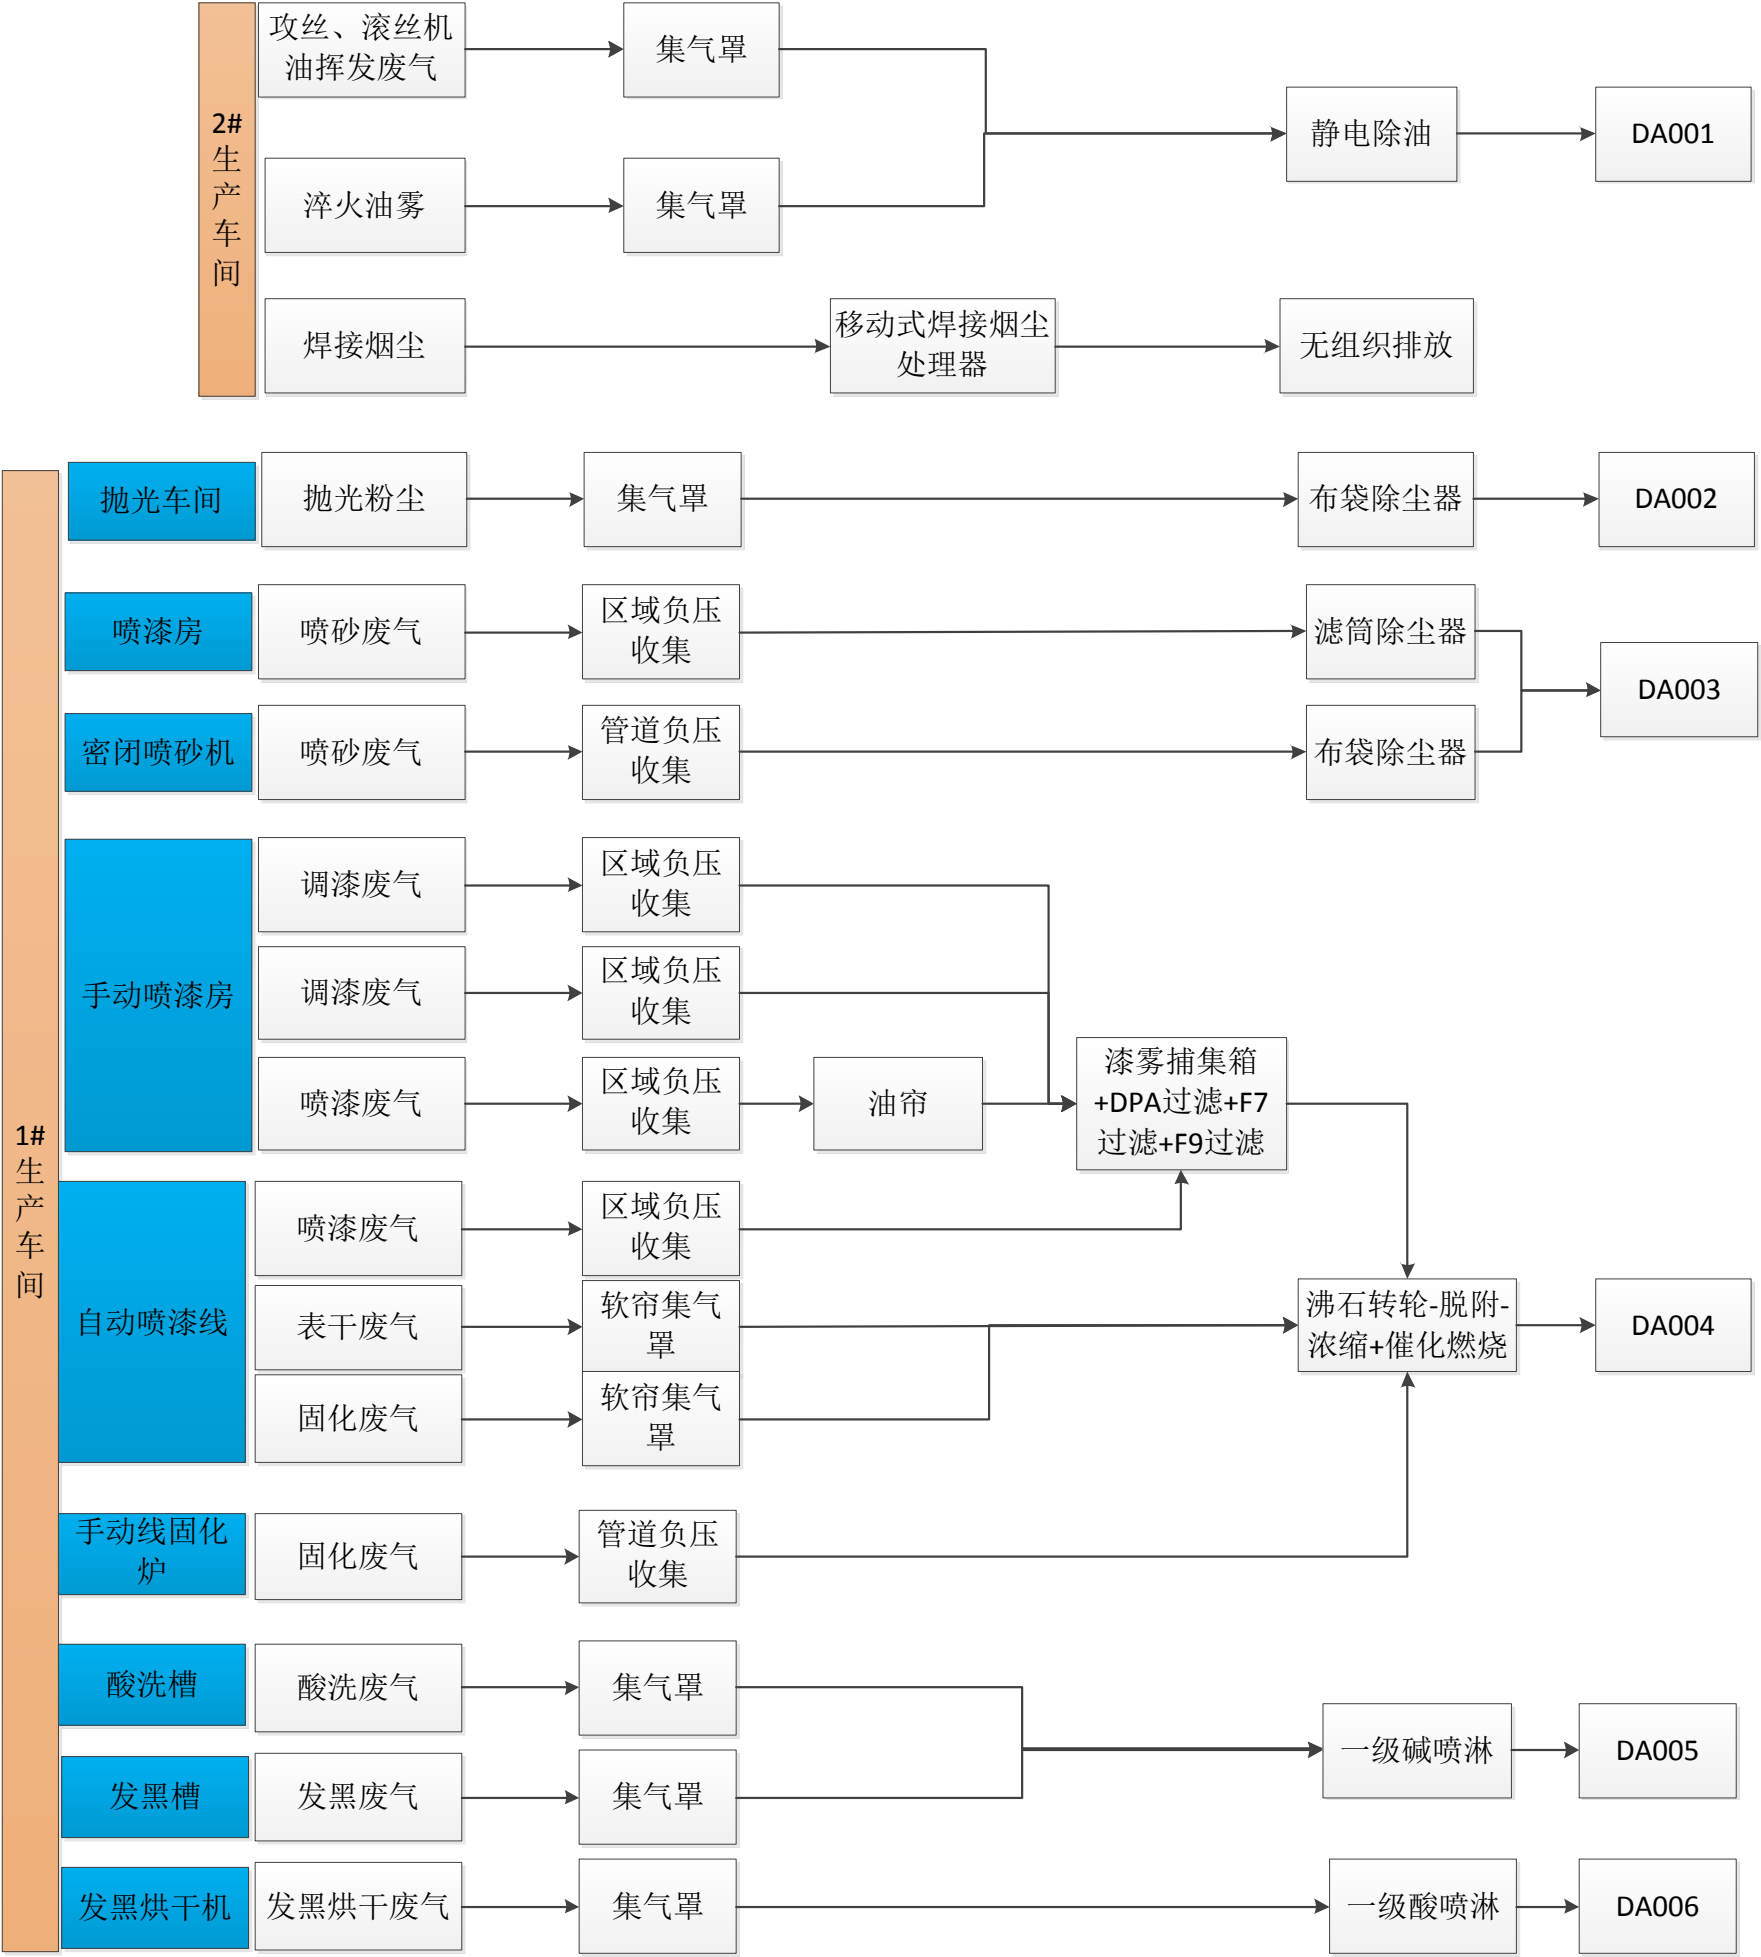 2#
生
产
车
间
攻丝、滚丝机
油挥发废气
集气罩
静电除油
DA001
淬火油雾
集气罩
焊接烟尘
移动式焊接烟尘
处理器
无组织排放
1#
生
产
车
间
抛光车间
抛光粉尘
集气罩
布袋除尘器
DA002
喷漆房
喷砂废气
区域负压
收集
滤筒除尘器
DA003
密闭喷砂机
喷砂废气
管道负压
收集
布袋除尘器
手动喷漆房
调漆废气
区域负压
收集
调漆废气
区域负压
收集
喷漆废气
区域负压
收集
油帘
漆雾捕集箱
+DPA过滤+F7
过滤+F9过滤
自动喷漆线
喷漆废气
区域负压
收集
表干废气
软帘集气
罩
沸石转轮-脱附-
浓缩+催化燃烧
DA004
固化废气
软帘集气
罩
手动线固化
炉
固化废气
管道负压
收集
酸洗槽
酸洗废气
集气罩
一级碱喷淋
DA005
发黑槽
发黑废气
集气罩
发黑烘干机
发黑烘干废气
集气罩
一级酸喷淋
DA006